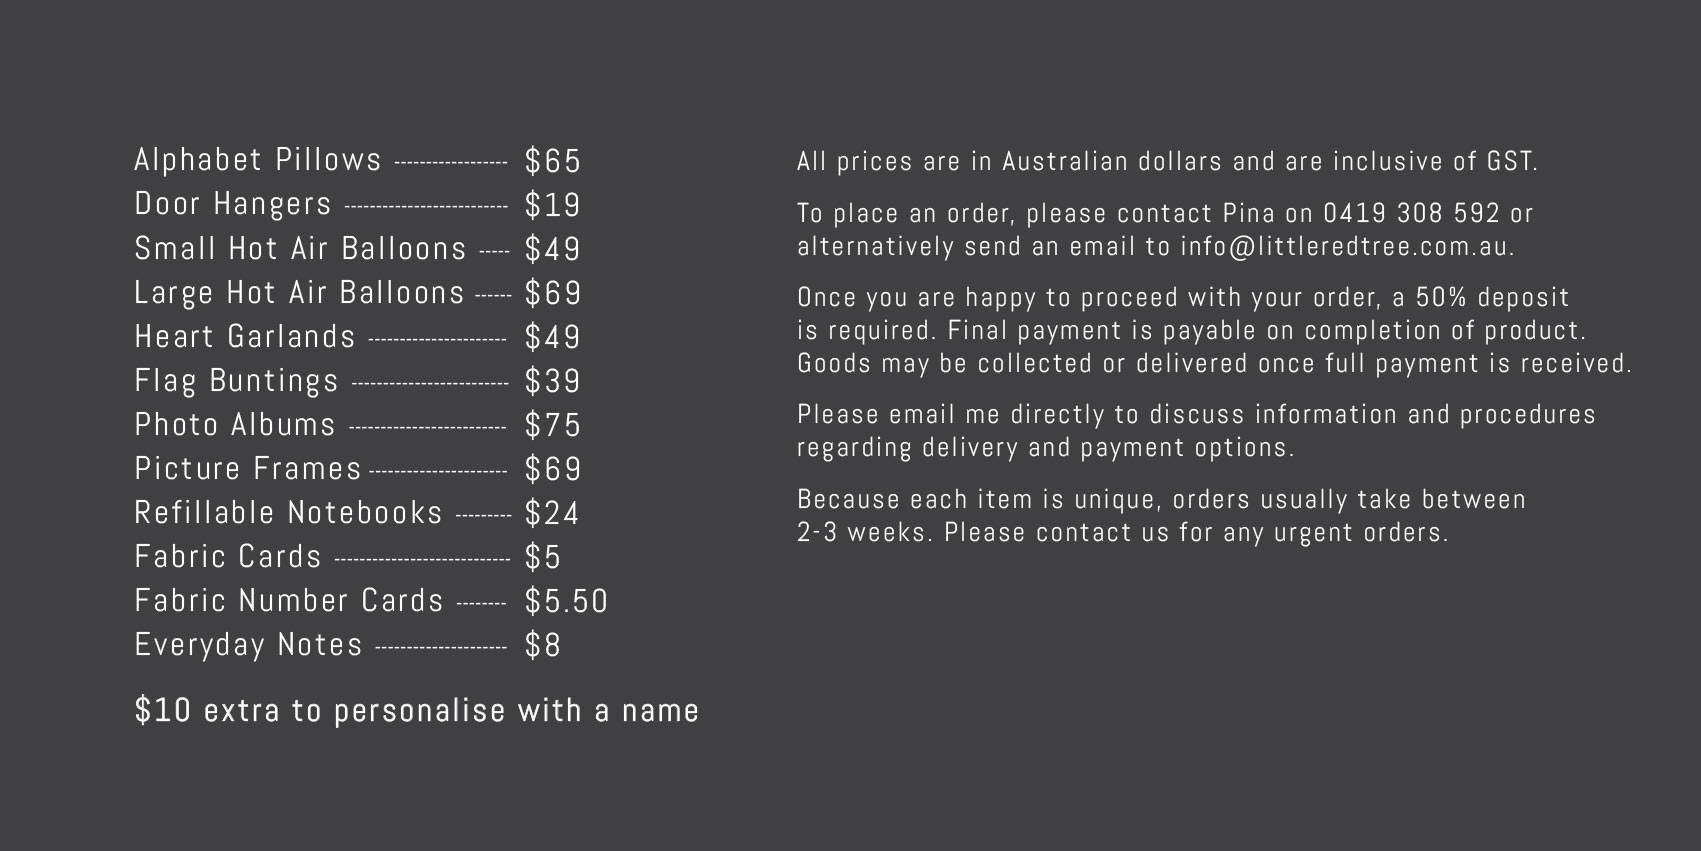 Alphabet Pillows ------------------ $65
Door Hangers -------------------------- $19
Small Hot Air Balloons ----- $49
Large Hot Air Balloons ------ $69
Heart Garlands ---------------------- $49
Flag Buntings ------------------------- $39
Photo Albums ------------------------- $75
Picture Frames ---------------------- $69
Refillable Notebooks --------- $24
Fabric Cards ---------------------------- $5
Fabric Number Cards -------- $5.50
Everyday Notes --------------------- $8
$10 extra to personalise with a name
All prices are in Australian dollars and are inclusive of GST.
To place an order, please contact Pina on 0419 308 592 or
alternatively send an email to info@littleredtree.com.au.
Once you are happy to proceed with your order, a 50% deposit
is required. Final payment is payable on completion of product.
Goods may be collected or delivered once full payment is received.
Please email me directly to discuss information and procedures
regarding delivery and payment options.
Because each item is unique, orders usually take between
2-3 weeks. Please contact us for any urgent orders.